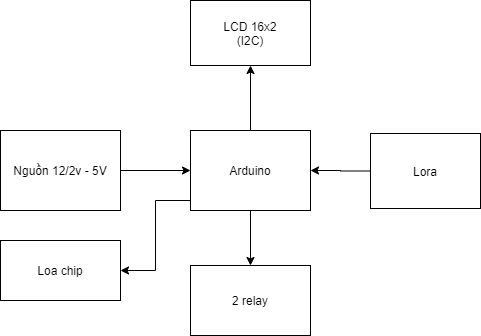 LCD 16x2
(I2C)
Nguồn 12/2v - 5V
Arduino
Lora
Loa chip
2 relay